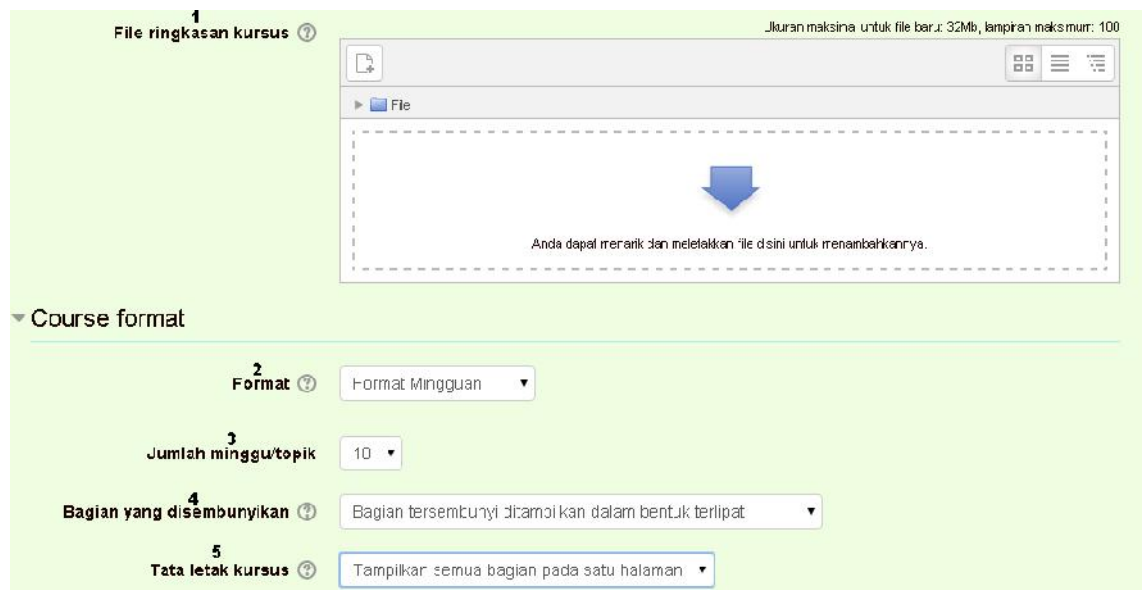 1
File ringkasan kursus
Ukuran maksimal untuk file baru: 32Mb, lampiran maksimum: 100
File
Anda dapat menarik dan meletakkan file disini untuk menambahkannya.
Course format
2
Format
Format Mingguan
3
Jumlah minggu/topik
10
4
Bagian yang disembunyikan
Bagian tersembunyi ditampilkan dalam bentuk terlipat
5
Tata letak kursus
Tampilkan semua bagian pada satu halaman